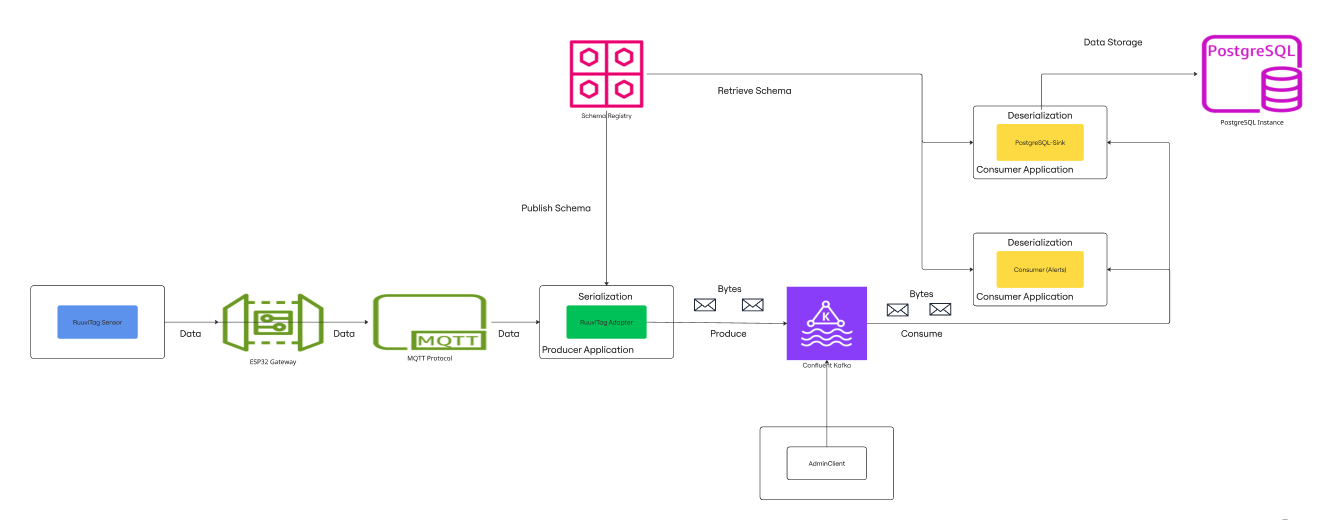 Data Storage
PostgreSQL
PostgreSQL Instance
Retrieve Schema
Schema Registry
Deserialization
PostgreSQL-Sink
Consumer Application
Publish Schema
Deserialization
Consumer (Alerts)
Consumer Application
RuuviTag Sensor
Data
ESP32 Gateway
Data
MQTT
MQTT Protocol
Data
Serialization
RuuviTag Adapter
Producer Application
Bytes
Produce
K
Confluent Kafka
Bytes
Consume
AdminClient